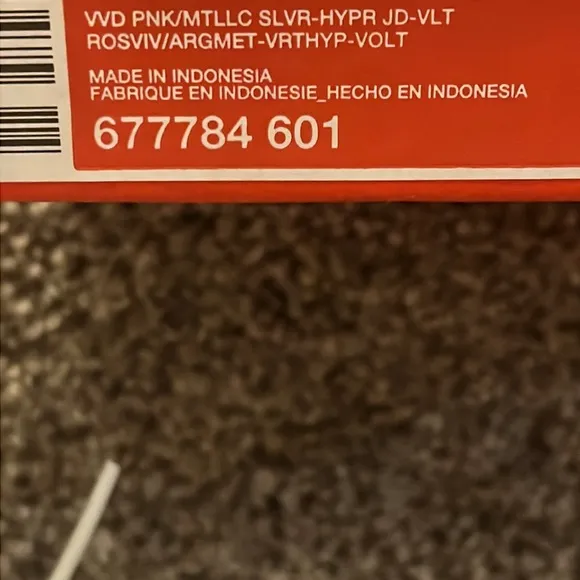 VVD PNK/MTLLC SLVR-HYPR JD-VLT
ROSVIV/ARGMET-VRTHYP-VOLT
MADE IN INDONESIA
FABRIQUE EN INDONESIE_HECHO EN INDONESIA
677784 601